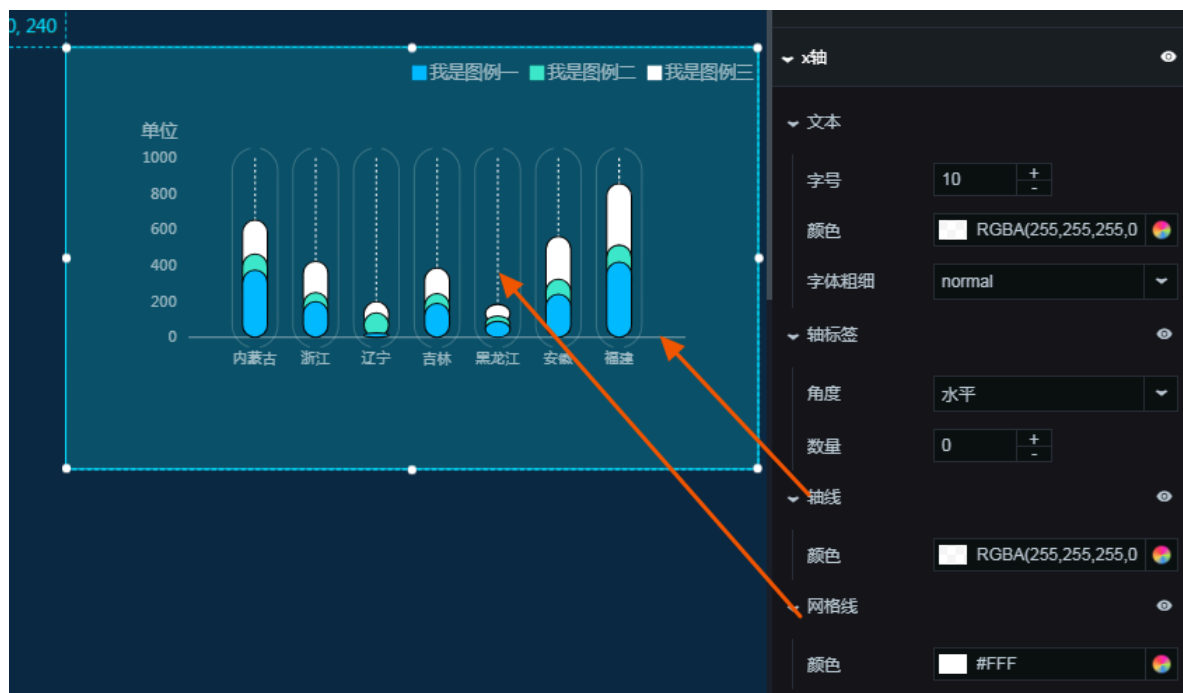 0, 240
我是图例一 我是图例二 我是图例三
单位
1000
800
600
400
200
0
内蒙古 浙江 辽宁 吉林 黑龙江 安徽 福建
x轴
文本
字号 10 + -
颜色 RGBA(255,255,255,0
字体粗细 normal
轴标签
角度 水平
数量 0 + -
轴线
颜色 RGBA(255,255,255,0
网格线
颜色 #FFF